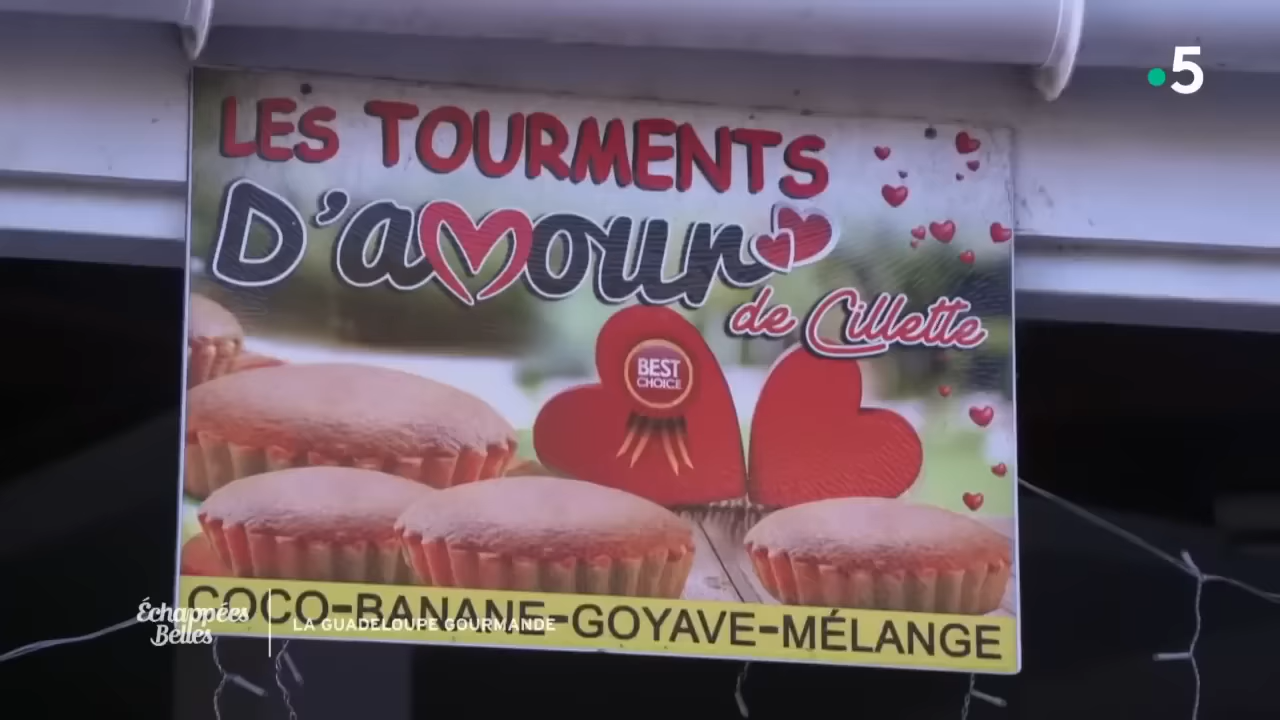 5
LES TOURMENTS
D'amour
de Cillette
BEST
CHOICE
COCO-BANANE-GOYAVE-MÉLANGE
Échappées
Belles
LA GUADELOUPE GOURMANDE